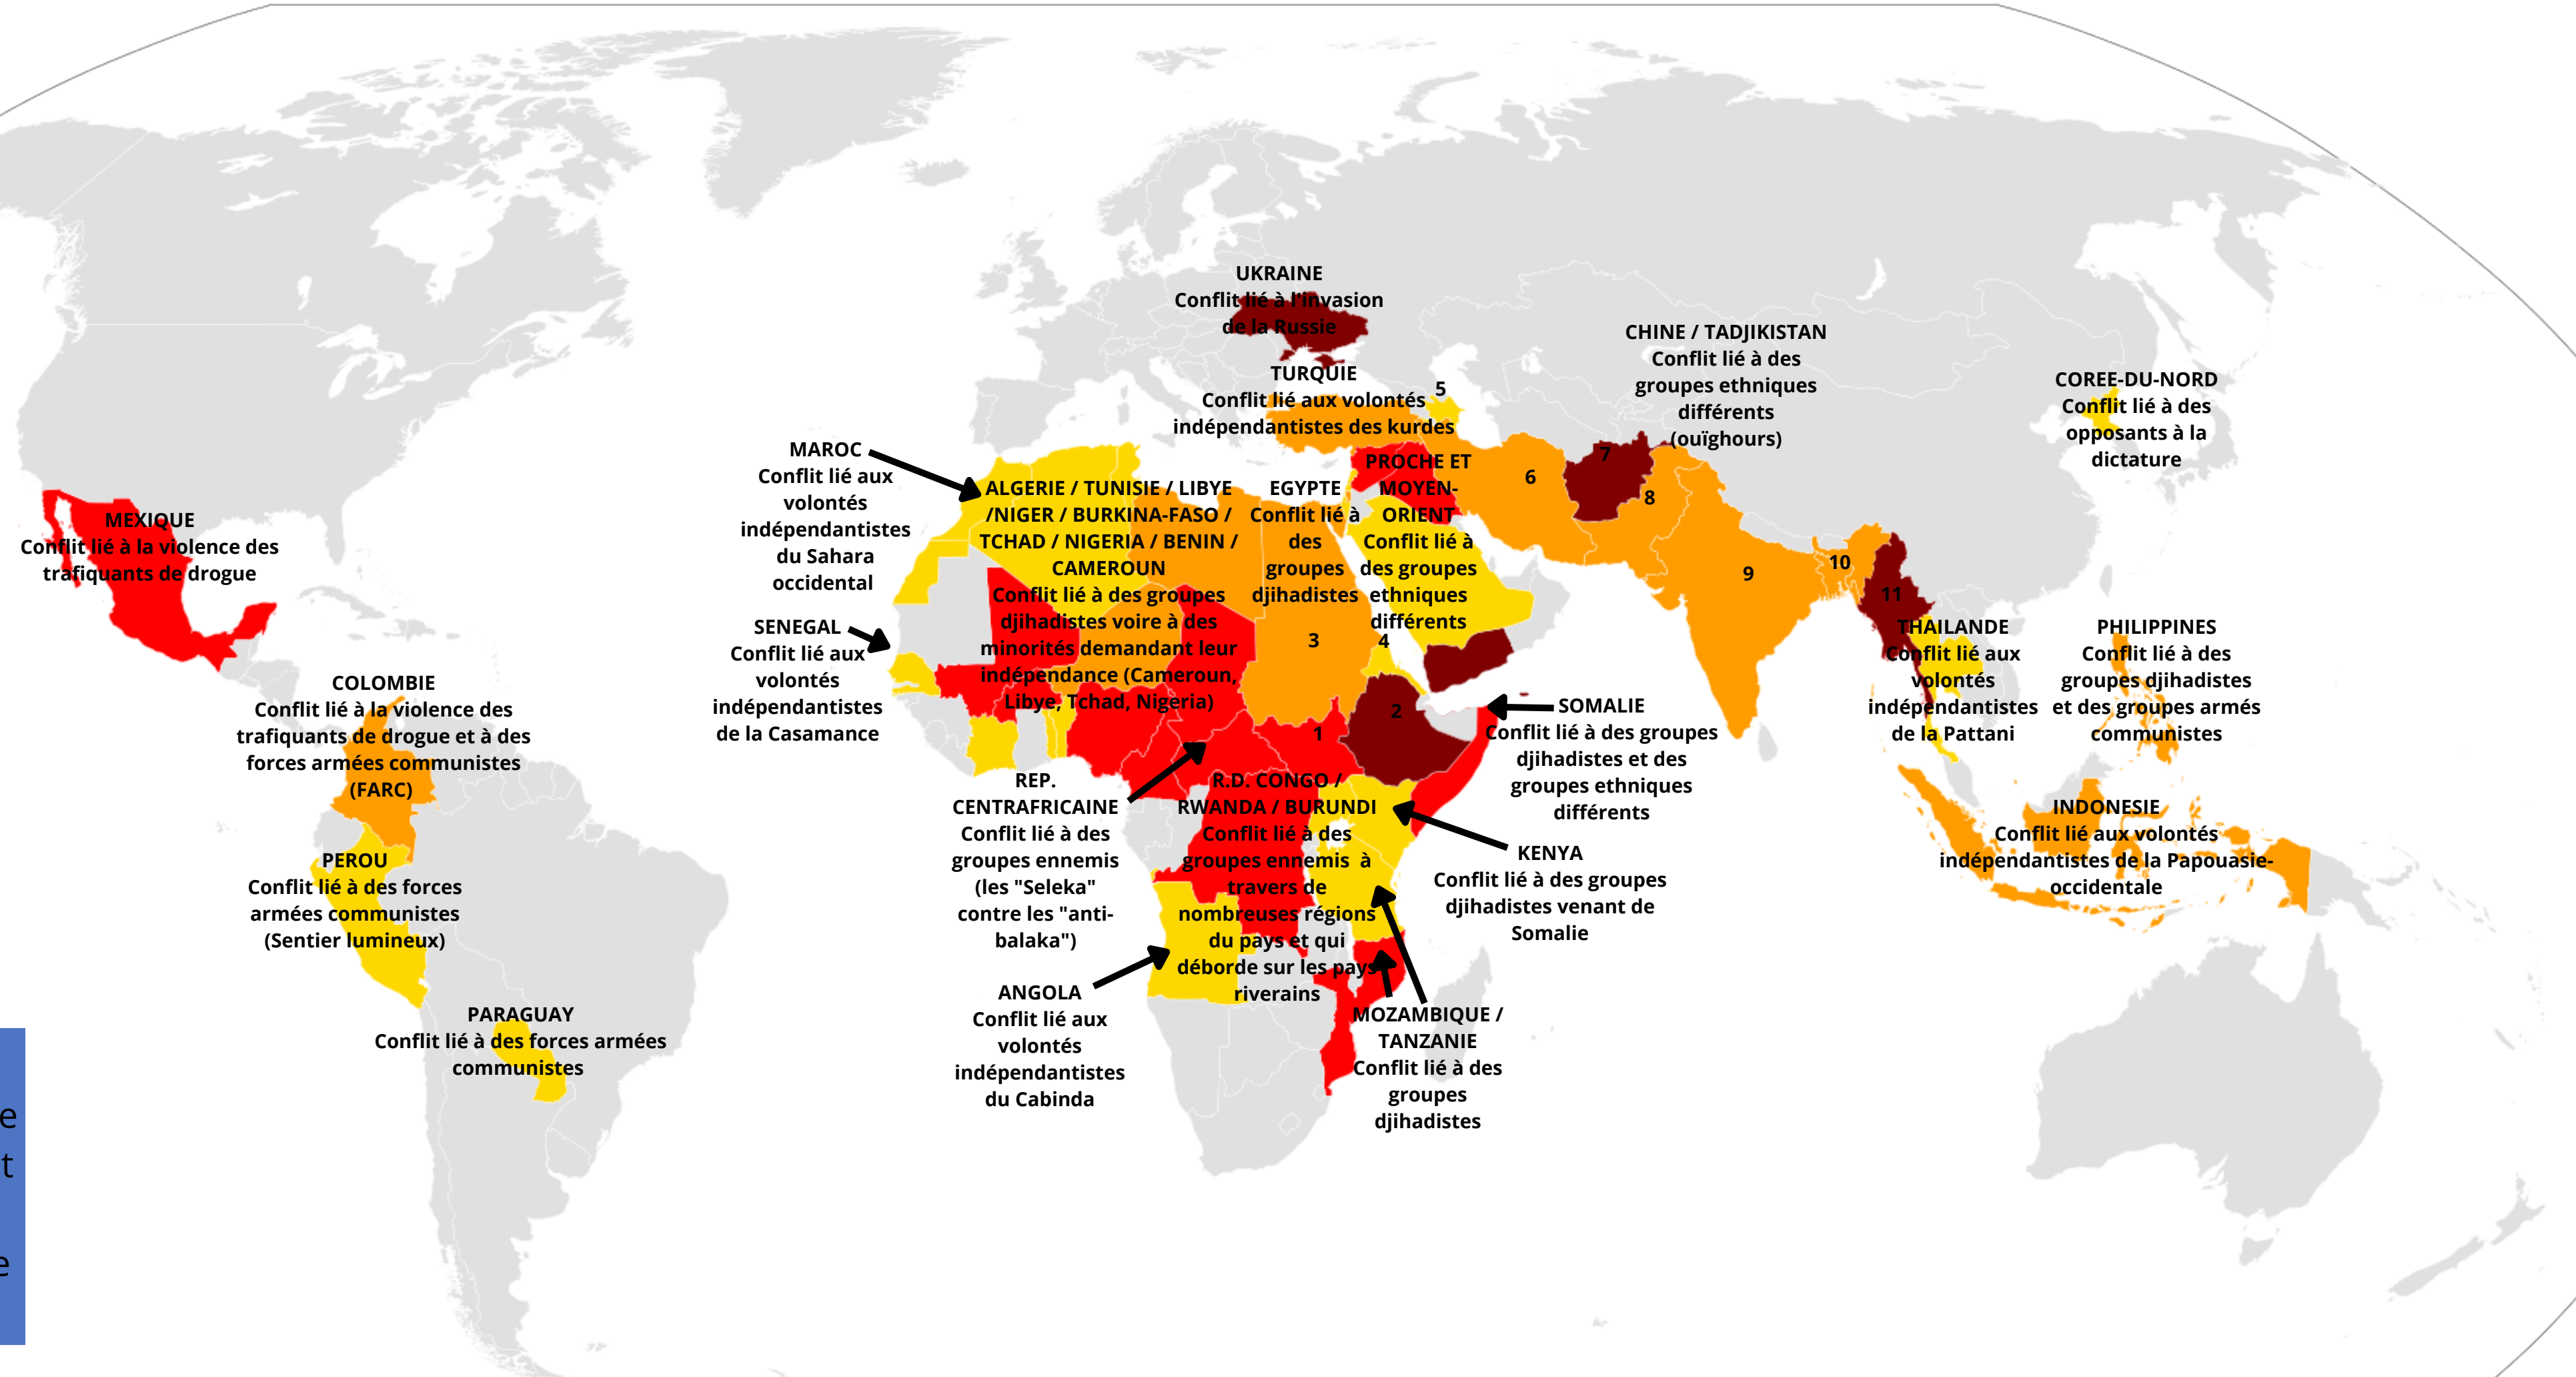 UKRAINE
Conflit lié à l'invasion
de la Russie
TURQUIE
Conflit lié aux volontés
indépendantistes des kurdes
5
CHINE / TADJIKISTAN
Conflit lié à des
groupes ethniques
différents
(ouïghours)
COREE-DU-NORD
Conflit lié à des
opposants à la
dictature
MAROC
Conflit lié aux
volontés
indépendantistes
du Sahara
occidental
ALGERIE / TUNISIE / LIBYE
/NIGER / BURKINA-FASO /
TCHAD / NIGERIA / BENIN /
CAMEROUN
Conflit lié à des groupes
djihadistes voire à des
minorités demandant leur
indépendance (Cameroun,
Libye, Tchad, Nigeria)
EGYPTE
Conflit lié à
des
groupes
djihadistes
PROCHE ET
MOYEN-
ORIENT
Conflit lié à
des groupes
ethniques
différents
6
7
8
9
10
11
3
4
2
1
MEXIQUE
Conflit lié à la violence des
trafiquants de drogue
SENEGAL
Conflit lié aux
volontés
indépendantistes
de la Casamance
THAILANDE
Conflit lié aux
volontés
indépendantistes
de la Pattani
PHILIPPINES
Conflit lié à des
groupes djihadistes
et des groupes armés
communistes
COLOMBIE
Conflit lié à la violence des
trafiquants de drogue et à des
forces armées communistes
(FARC)
SOMALIE
Conflit lié à des groupes
djihadistes et des
groupes ethniques
différents
REP.
CENTRAFRICAINE
Conflit lié à des
groupes ennemis
(les "Seleka"
contre les "anti-
balaka")
R.D. CONGO /
RWANDA / BURUNDI
Conflit lié à des
groupes ennemis à
travers de
nombreuses régions
du pays et qui
déborde sur les pays
riverains
INDONESIE
Conflit lié aux volontés
indépendantistes de la Papouasie-
occidentale
KENYA
Conflit lié à des groupes
djihadistes venant de
Somalie
PEROU
Conflit lié à des forces
armées communistes
(Sentier lumineux)
ANGOLA
Conflit lié aux
volontés
indépendantistes
du Cabinda
MOZAMBIQUE /
TANZANIE
Conflit lié à des
groupes
djihadistes
PARAGUAY
Conflit lié à des forces armées
communistes
e
t
e